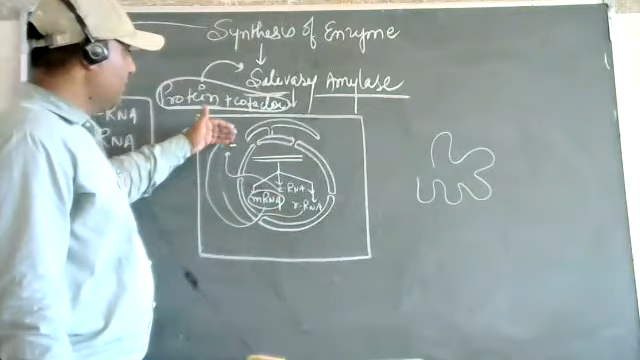 Synthesis of Enzyme
Salevary Amylase
Protein + cofactor
-RNA
RNA
t-RNA
mRNA
r-RNA